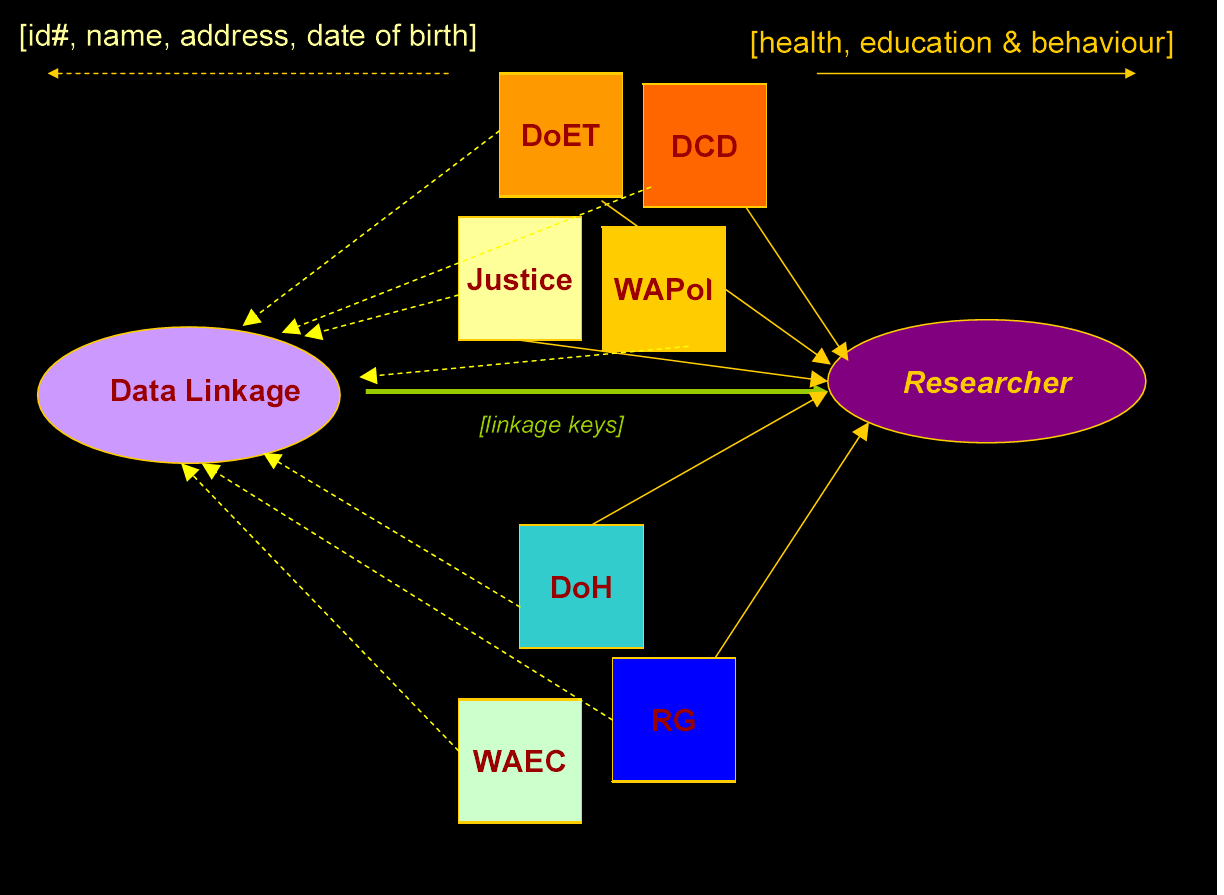 [id#, name, address, date of birth]
[health, education & behaviour]
DoET
DCD
Justice
WAPol
Data Linkage
Researcher
[linkage keys]
DoH
RG
WAEC